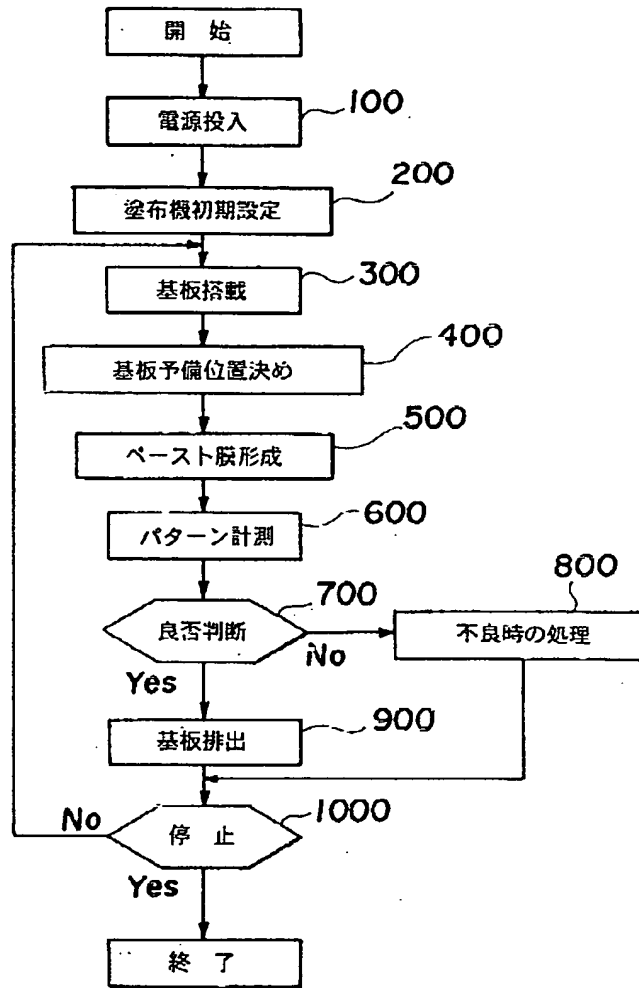 開 始
電源投入
100
塗布機初期設定
200
基板搭載
300
基板予備位置決め
400
ペースト膜形成
500
パターン計測
600
良否判断
700
No
Yes
不良時の処理
800
基板排出
900
停 止
1000
No
Yes
終 了